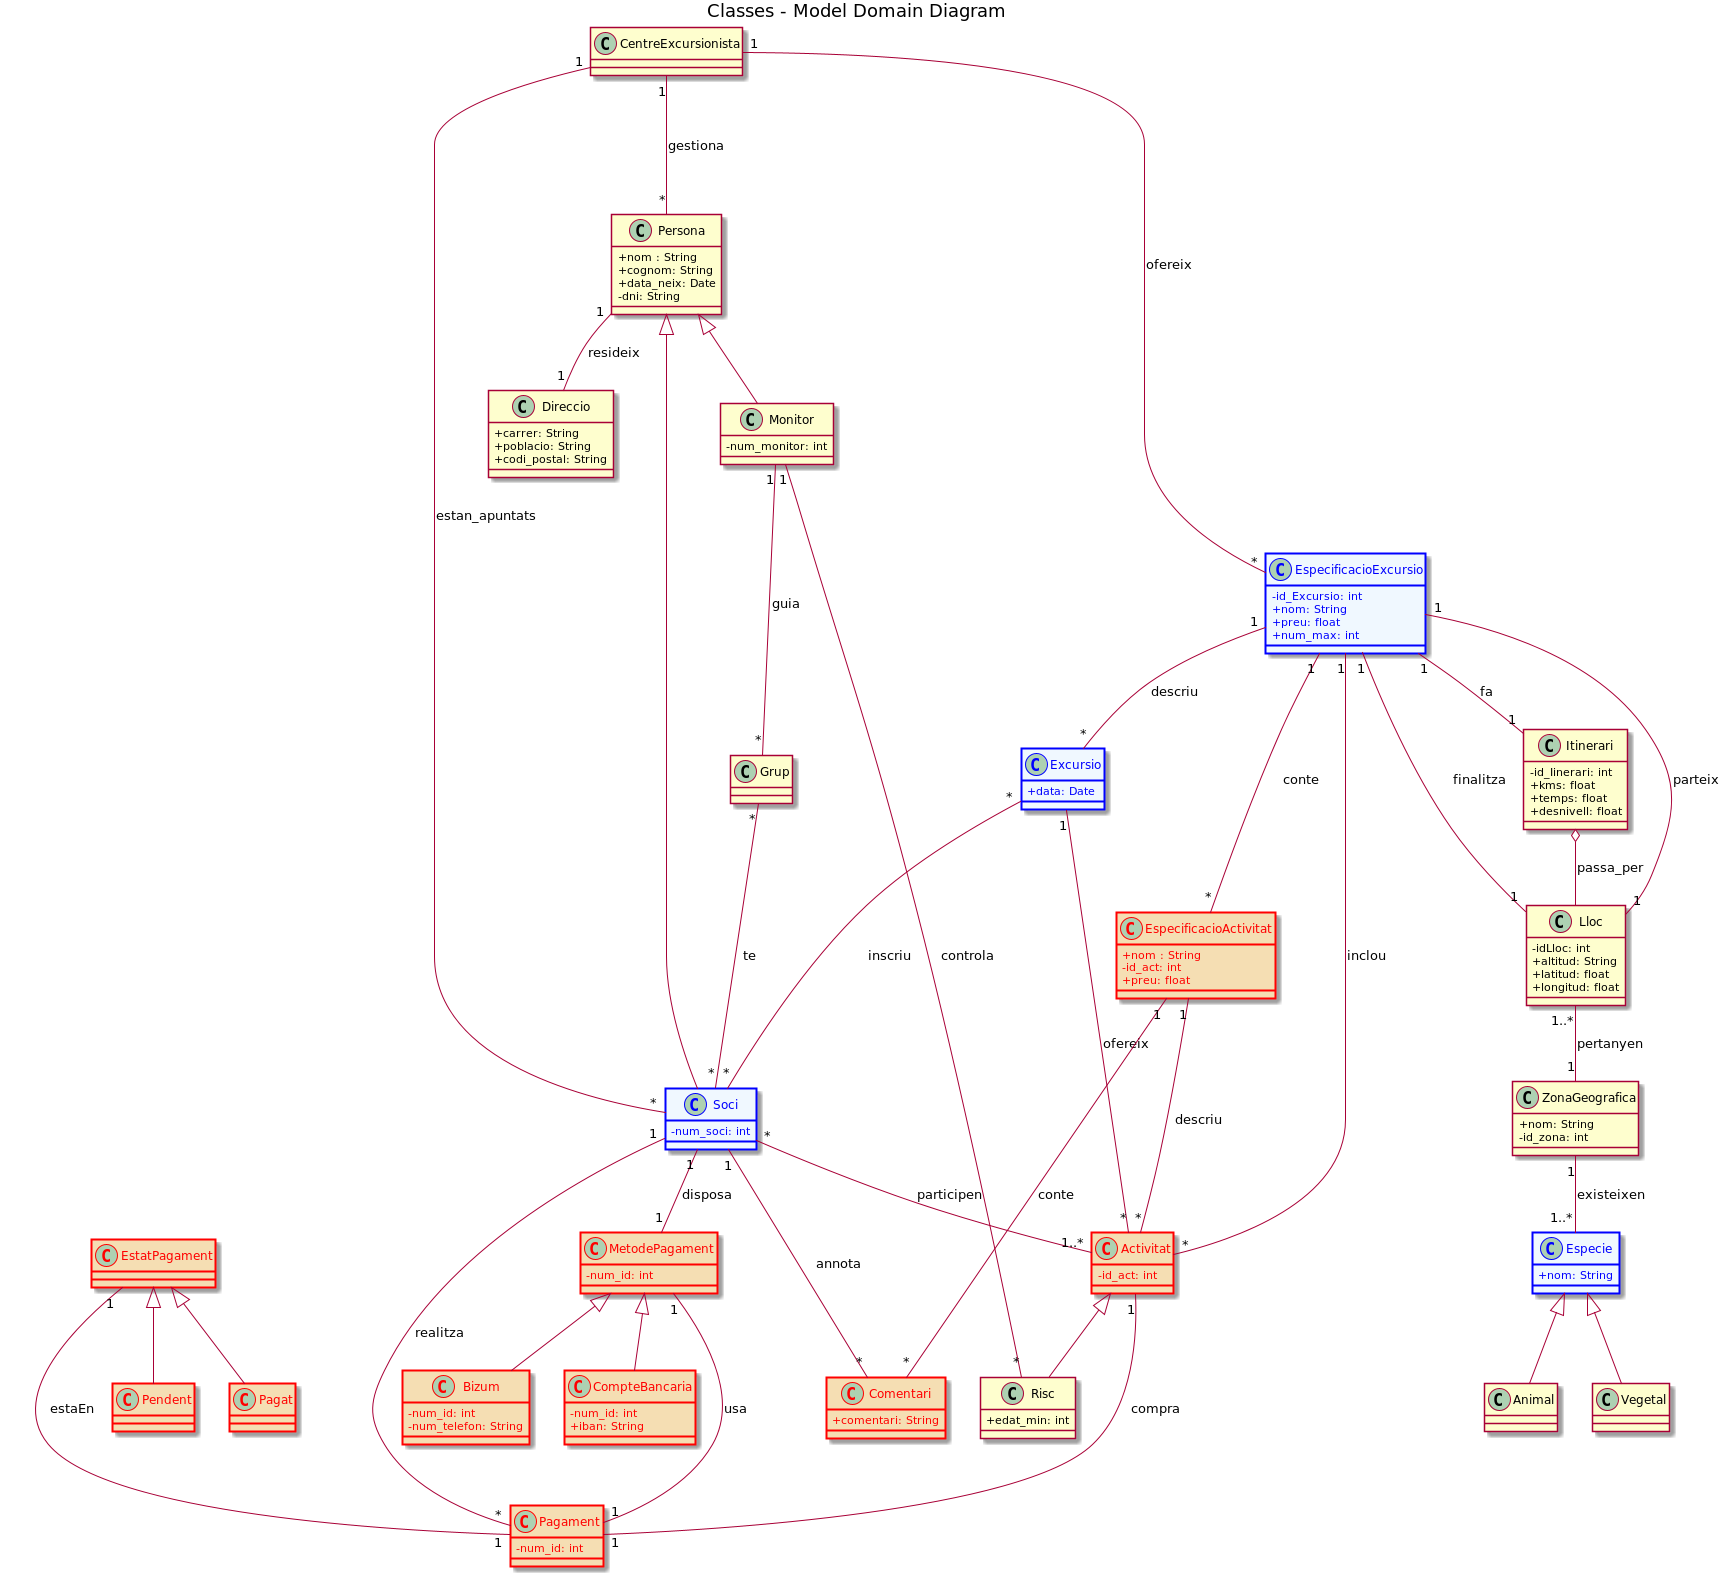 Classes - Model Domain Diagram
C CentreExcursionista
1
1
1
gestiona
*
estan_apuntats
ofereix
C Persona
+nom : String
+cognom: String
+data_neix: Date
-dni: String
1
resideix
1
C Direccio
+carrer: String
+poblacio: String
+codi_postal: String
C Monitor
-num_monitor: int
1
1
guia
*
controla
*
C EspecificacioExcursio
-id_Excursio: int
+nom: String
+preu: float
+num_max: int
1
1
1
1
1
1
descriu
*
conte
*
inclou
*
finalitza
1
fa
1
parteix
1
C Grup
*
te
*
C Excursio
+data: Date
*
1
inscriu
*
ofereix
*
C Itinerari
-id_Iinerari: int
+kms: float
+temps: float
+desnivell: float
passa_per
C EspecificacioActivitat
+nom : String
-id_act: int
+preu: float
1
1
conte
*
descriu
*
C Lloc
-idLloc: int
+altitud: String
+latitud: float
+longitud: float
1..*
pertanyen
1
C ZonaGeografica
+nom: String
-id_zona: int
1
existeixen
1..*
C Soci
-num_soci: int
*
1
1
1
*
realitza
*
disposa
1
annota
*
participen
1..*
C EstatPagament
1
estaEn
1
C MetodePagament
-num_id: int
1
usa
1
C Activitat
-id_act: int
1
compra
1
C Especie
+nom: String
C Pendent
C Pagat
C Bizum
-num_id: int
-num_telefon: String
C CompteBancaria
-num_id: int
+iban: String
C Comentari
+comentari: String
C Risc
+edat_min: int
C Animal
C Vegetal
C Pagament
-num_id: int